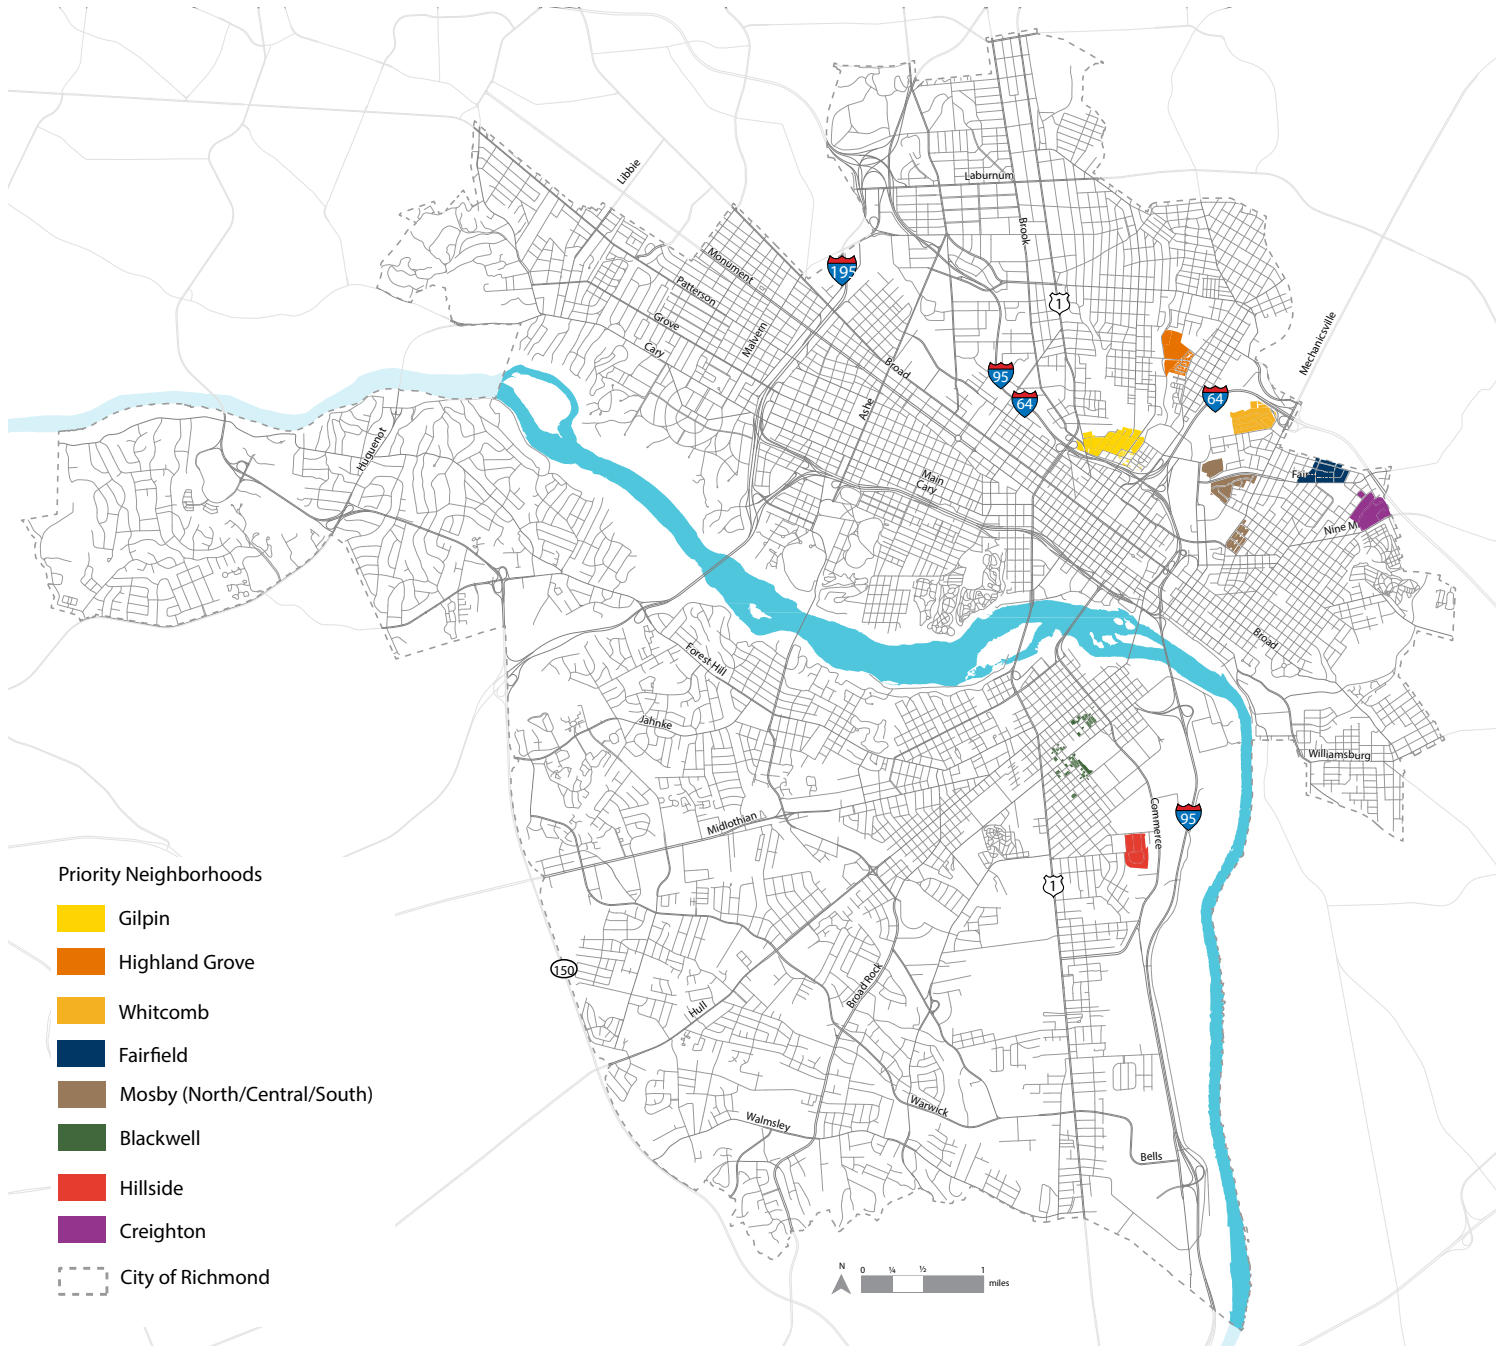 Libbie
Laburnum
Brook
Monument
195
Patterson
1
Mechanicsville
Grove
Malvern
Cary
Broad
95
64
64
Ashe
Huguenot
Main
Cary
Fair
Nine M
Forest Hill
Broad
Jahnke
Williamsburg
Midlothian
Commerce
95
1
Priority Neighborhoods
Gilpin
Highland Grove
Whitcomb
Fairfield
Mosby (North/Central/South)
Blackwell
Hillside
Creighton
City of Richmond
150
Broad Rock
Hull
Warwick
Walmsley
Bells
N
0 ¼ ½ 1
miles